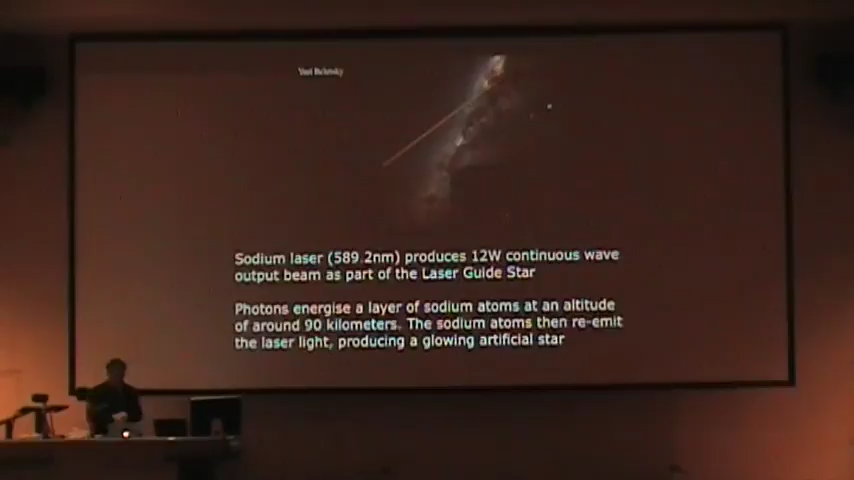 Yuri Beletsky
Sodium laser (589.2nm) produces 12W continuous wave
output beam as part of the Laser Guide Star
Photons energise a layer of sodium atoms at an altitude
of around 90 kilometers. The sodium atoms then re-emit
the laser light, producing a glowing artificial star